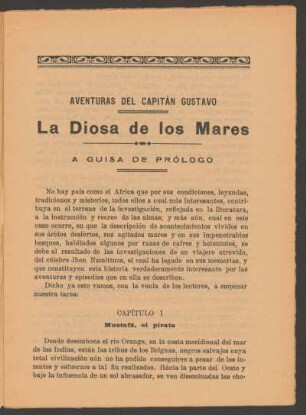 AVENTURAS DEL CAPITÁN GUSTAVO
La Diosa de los Mares
A GUISA DE PRÓLOGO
No hay país como el Africa que por sus condiciones, leyendas,
tradiciones y misterios, todos ellos a cual más interesantes, contri-
buya en el terreno de la investigación, reflejada en la literatura,
a la instrucción y recreo de las almas; y más aún, cual en este
caso ocurre, en que la descripción de acontecimientos vividos en
sus áridos desiertos, sus agitados mares y en sus impenetrables
bosques, habitados algunos por razas de cafres y hotentotes, se
debe al resultado de las investigaciones de un viajero atrevido,
del célebre Jhon Hamittons, el cual ha legado en sus memorias, y
que constituyen esta historia verdaderamente interesante por las
aventuras y episodios que en ella se describen.
Dicho ya esto vamos, con la venia de los lectores, a empezar
nuestra tarea:
CAPÍTULO I
Mustafá, el pirata
Donde desemboca el río Orange, en la costa meridional del mar
de las Indias, están las tribus de los Brignas, negros salvajes cuya
total civilización aún no ha podido conseguirse a pesar de los in-
tentos y esfuerzos a tal fin realizados. Hácia la parte del Oeste y
bajo la influencia de un sol abrasador, se ven diseminadas las cho-